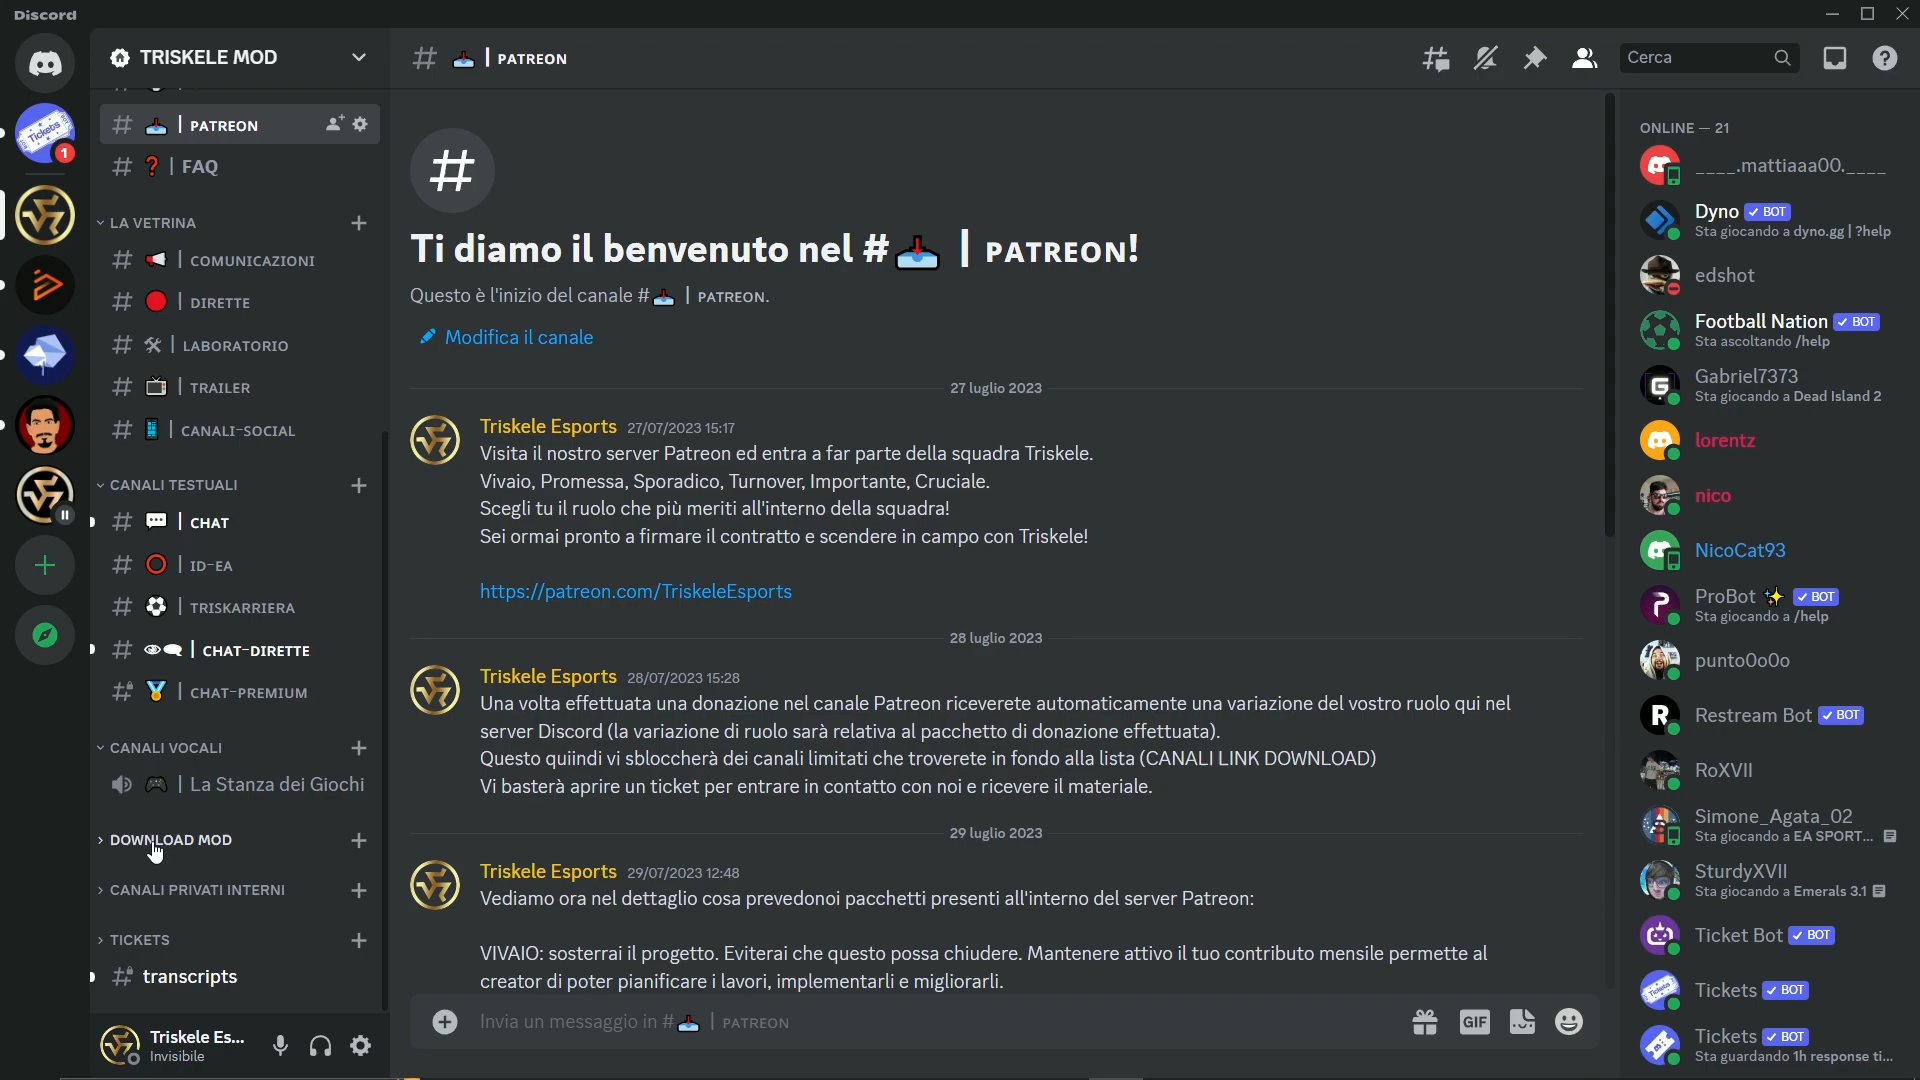 Discord
TRISKELE MOD
PATREON
FAQ
LA VETRINA
COMUNICAZIONI
DIRETTE
LABORATORIO
TRAILER
CANALI-SOCIAL
CANALI TESTUALI
CHAT
ID-EA
TRISKARRIERA
CHAT-DIRETTE
CHAT-PREMIUM
CANALI VOCALI
La Stanza dei Giochi
DOWNLOAD MOD
CANALI PRIVATI INTERNI
TICKETS
transcripts
Triskele Es...
Invisibile
# | PATREON
Cerca
Ti diamo il benvenuto nel # | PATREON!
Questo è l'inizio del canale # | PATREON.
Modifica il canale
27 luglio 2023
Triskele Esports 27/07/2023 15:17
Visita il nostro server Patreon ed entra a far parte della squadra Triskele.
Vivaio, Promessa, Sporadico, Turnover, Importante, Cruciale.
Scegli tu il ruolo che più meriti all'interno della squadra!
Sei ormai pronto a firmare il contratto e scendere in campo con Triskele!
https://patreon.com/TriskeleEsports
28 luglio 2023
Triskele Esports 28/07/2023 15:28
Una volta effettuata una donazione nel canale Patreon riceverete automaticamente una variazione del vostro ruolo qui nel
server Discord (la variazione di ruolo sarà relativa al pacchetto di donazione effettuata).
Questo quiindi vi sbloccherà dei canali limitati che troverete in fondo alla lista (CANALI LINK DOWNLOAD)
Vi basterà aprire un ticket per entrare in contatto con noi e ricevere il materiale.
29 luglio 2023
Triskele Esports 29/07/2023 12:48
Vediamo ora nel dettaglio cosa prevedonoi pacchetti presenti all'interno del server Patreon:
VIVAIO: sosterrai il progetto. Eviterai che questo possa chiudere. Mantenere attivo il tuo contributo mensile permette al
creator di poter pianificare i lavori, implementarli e migliorarli.
Invia un messaggio in # | PATREON
GIF
ONLINE — 21
____.mattiaaa00.____
Dyno BOT
Sta giocando a dyno.gg | ?help
edshot
Football Nation BOT
Sta ascoltando /help
Gabriel7373
Sta giocando a Dead Island 2
lorentz
nico
NicoCat93
ProBot ✨ BOT
Sta giocando a /help
punto0o0o
Restream Bot BOT
RoXVII
Simone_Agata_02
Sta giocando a EA SPORT...
SturdyXVII
Sta giocando a Emerals 3.1
Ticket Bot BOT
Tickets BOT
Tickets BOT
Sta guardando 1h response ti...